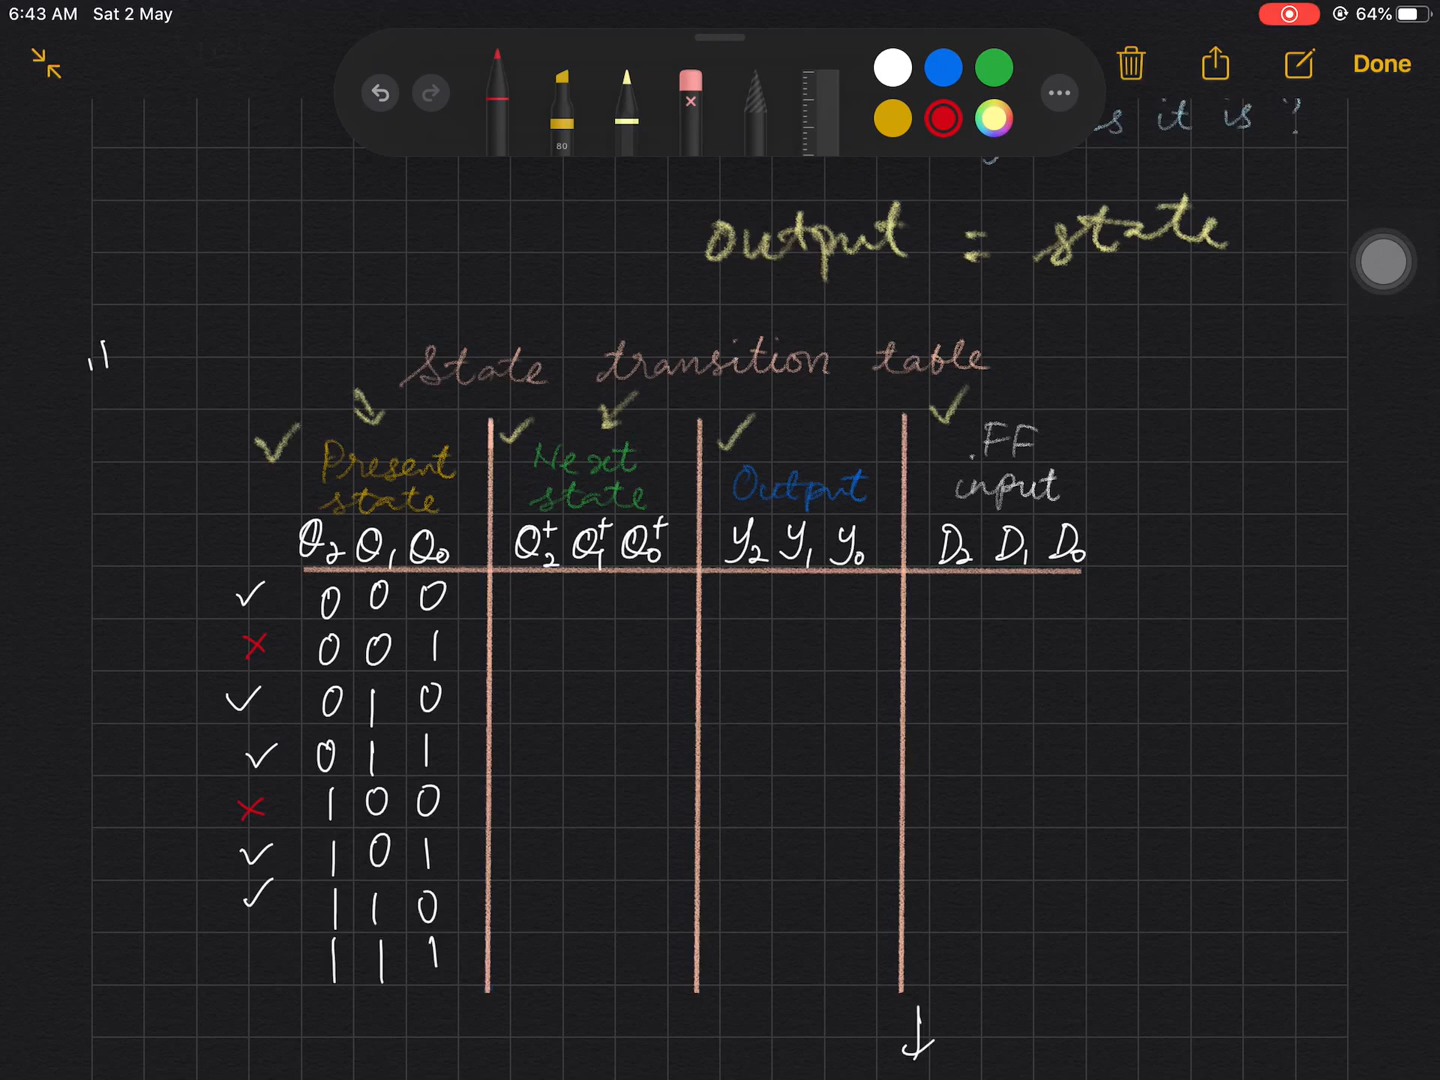 6:43 AM Sat 2 May 64%
Done
80
s it is ?
output = state
State transition table
Present state
Next state
Output
FF input
Q₂ Q₁ Q₀ Q₂⁺ Q₁⁺ Q₀⁺ y₂ y₁ y₀ D₂ D₁ D₀
✓ 0 0 0
× 0 0 1
✓ 0 1 0
✓ 0 1 1
× 1 0 0
✓ 1 0 1
✓ 1 1 0
1 1 1